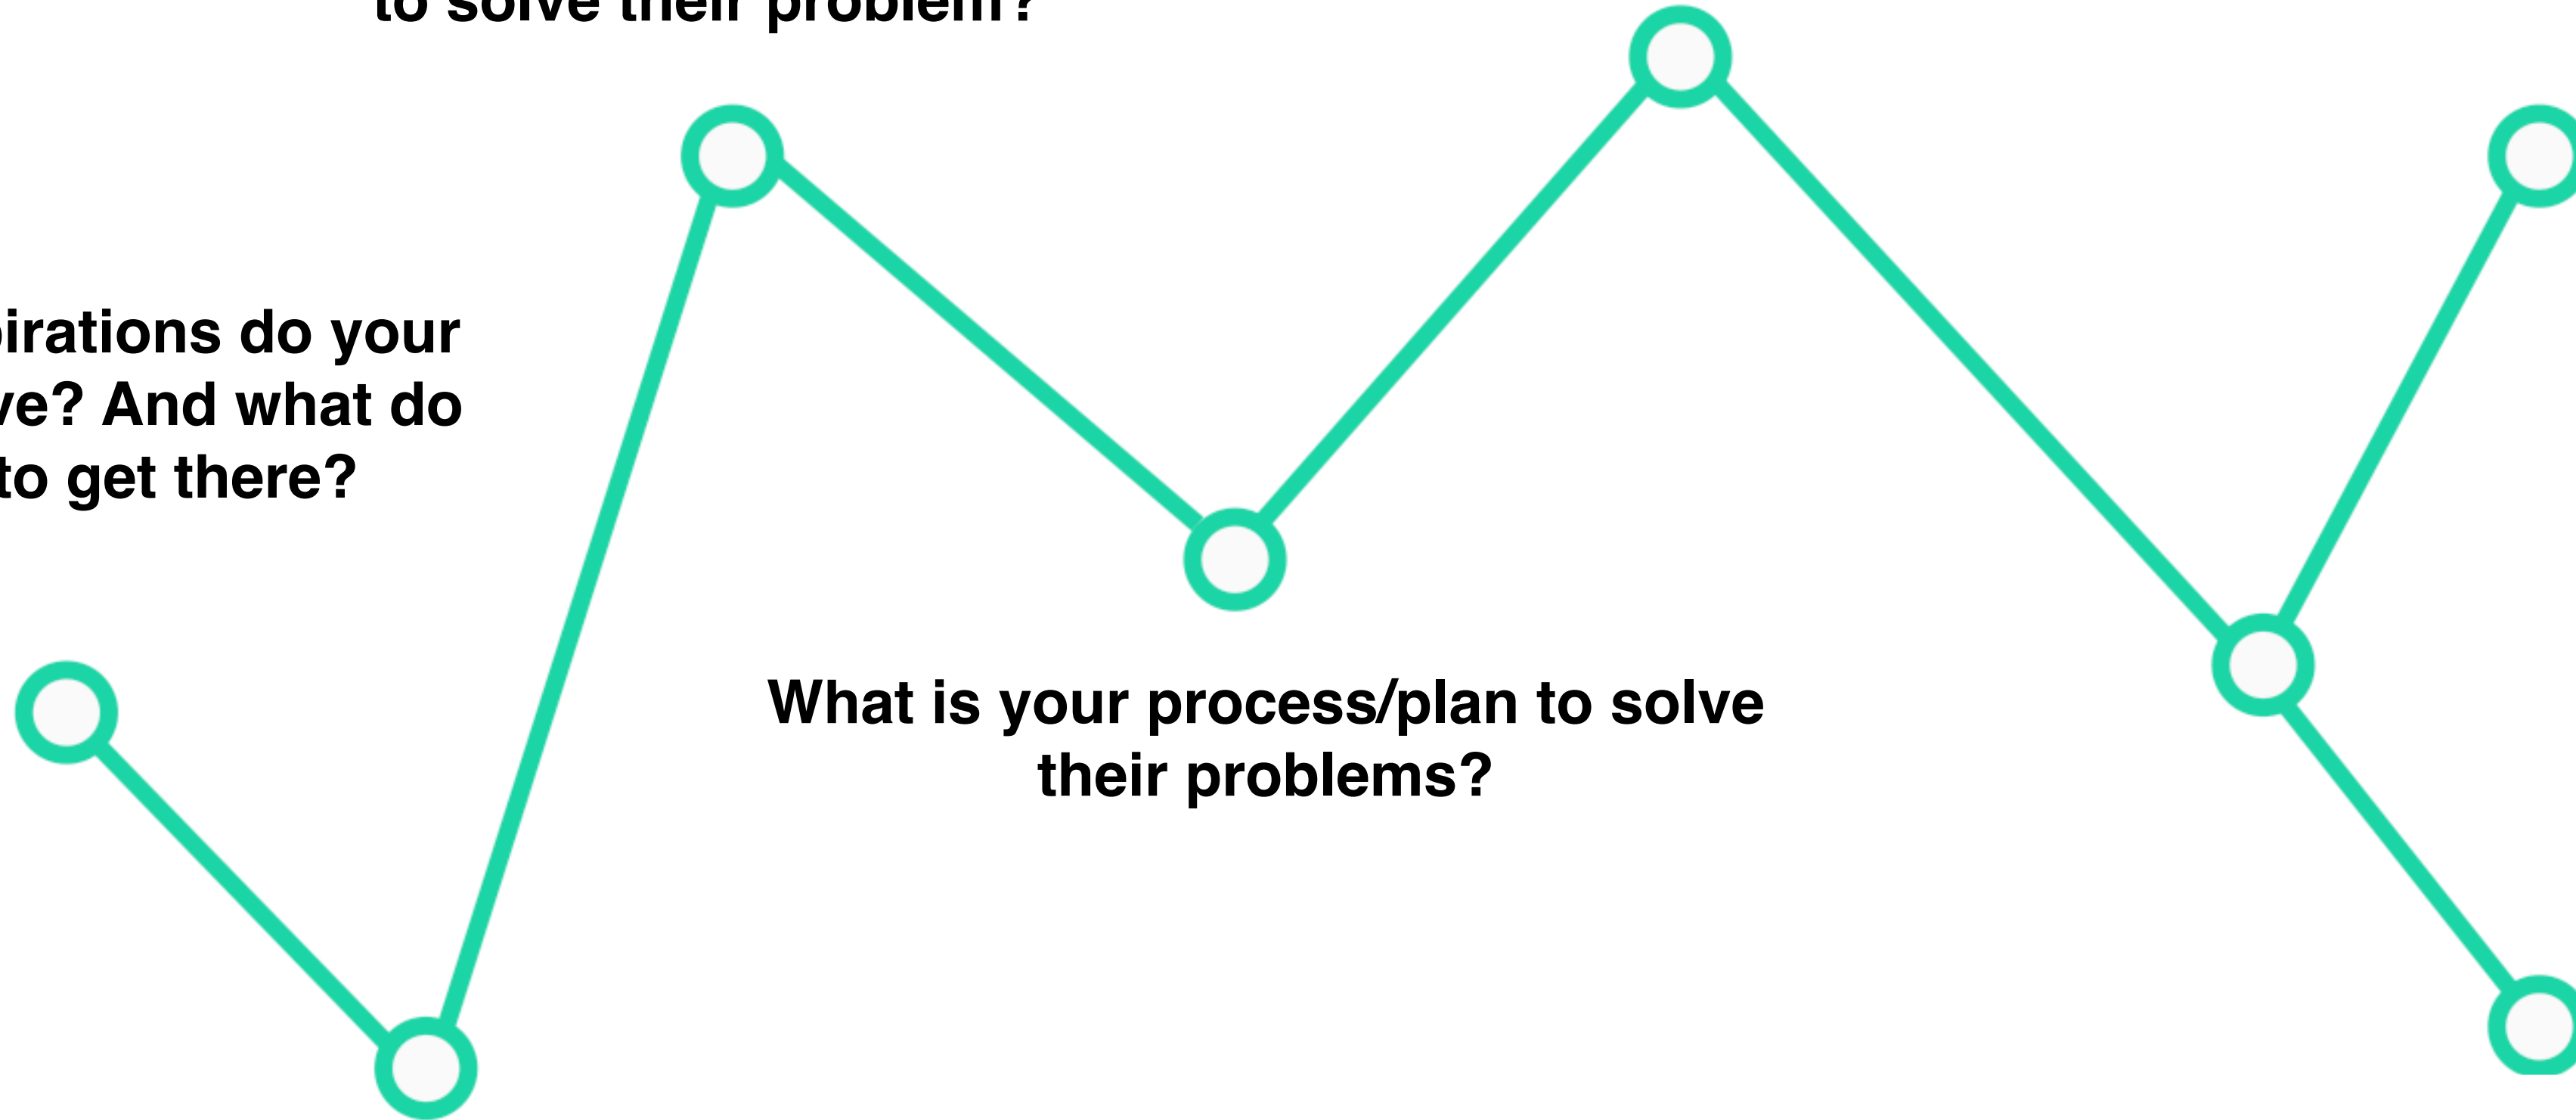 to solve their problem?
pirations do your
ve? And what do
to get there?
What is your process/plan to solve
their problems?